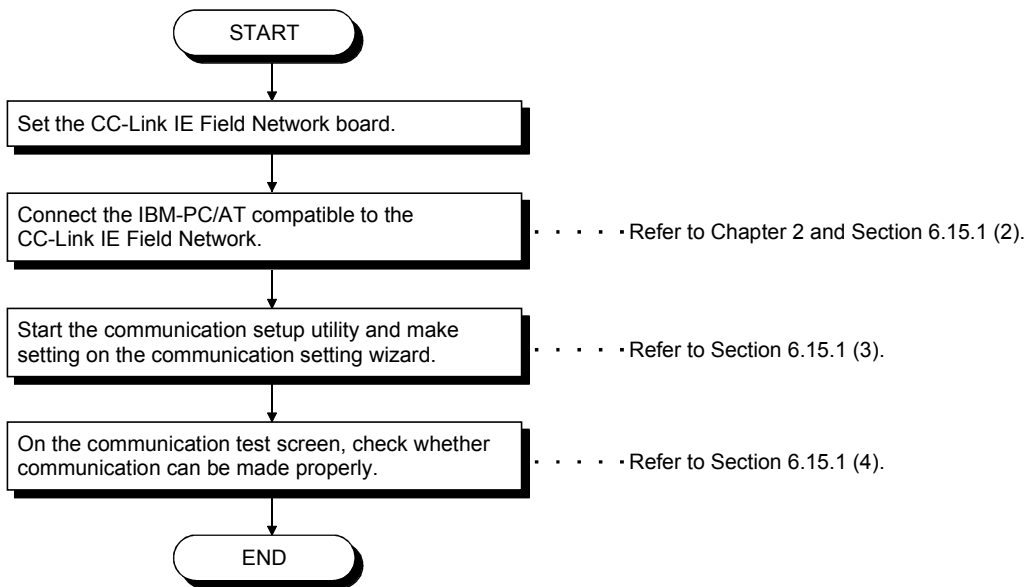 START
Set the CC-Link IE Field Network board.
Connect the IBM-PC/AT compatible to the
CC-Link IE Field Network.
Refer to Chapter 2 and Section 6.15.1 (2).
Start the communication setup utility and make
setting on the communication setting wizard.
Refer to Section 6.15.1 (3).
On the communication test screen, check whether
communication can be made properly.
Refer to Section 6.15.1 (4).
END